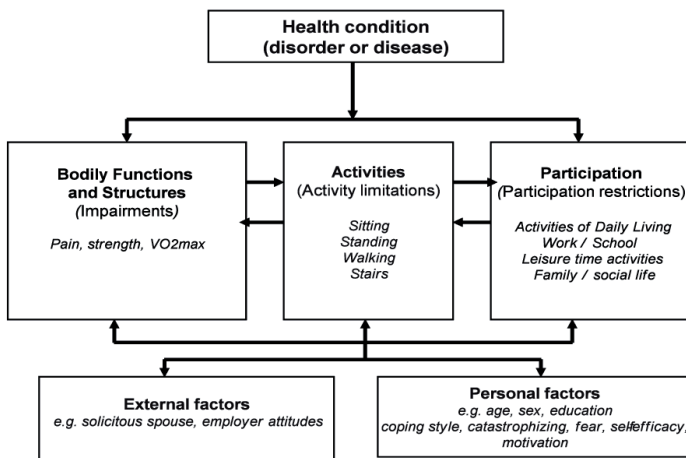 Health condition
(disorder or disease)
Bodily Functions
and Structures
(Impairments)
Pain, strength, VO2max
Activities
(Activity limitations)
Sitting
Standing
Walking
Stairs
Participation
(Participation restrictions)
Activities of Daily Living
Work / School
Leisure time activities
Family / social life
External factors
e.g. solicitous spouse, employer attitudes
Personal factors
e.g. age, sex, education
coping style, catastrophizing, fear, selfefficacy,
motivation